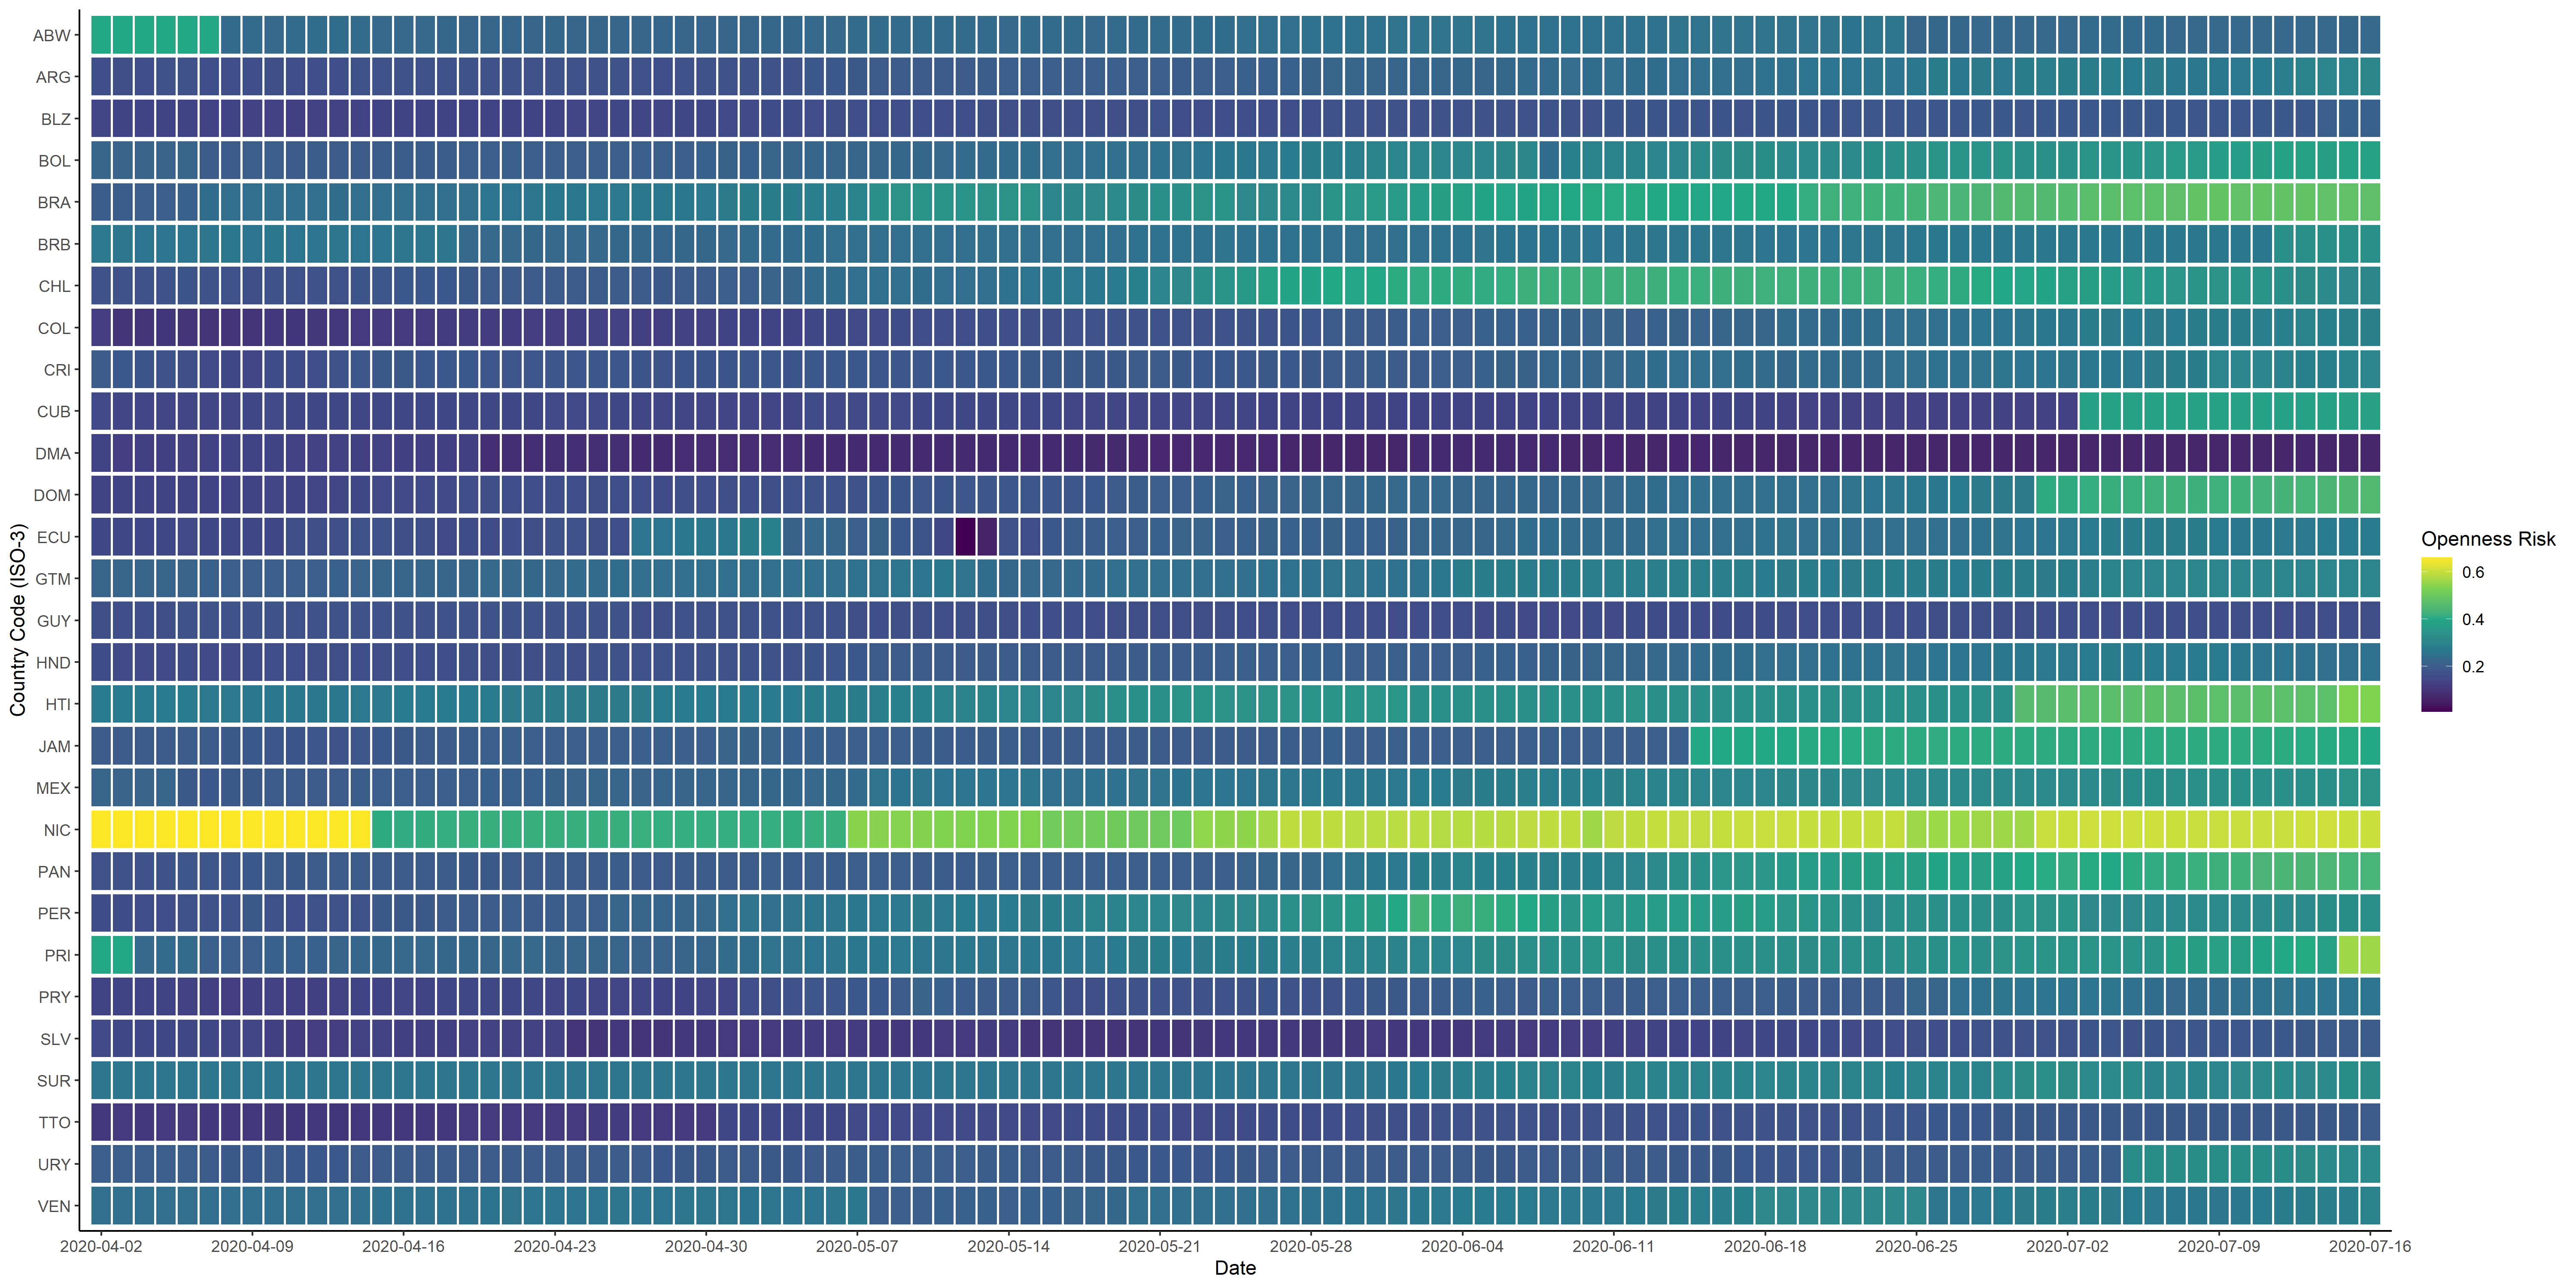 Country Code (ISO-3)
ABW
ARG
BLZ
BOL
BRA
BRB
CHL
COL
CRI
CUB
DMA
DOM
ECU
GTM
GUY
HND
HTI
JAM
MEX
NIC
PAN
PER
PRI
PRY
SLV
SUR
TTO
URY
VEN
2020-04-02 2020-04-09 2020-04-16 2020-04-23 2020-04-30 2020-05-07 2020-05-14 2020-05-21 2020-05-28 2020-06-04 2020-06-11 2020-06-18 2020-06-25 2020-07-02 2020-07-09 2020-07-16
Date
Openness Risk
0.6
0.4
0.2